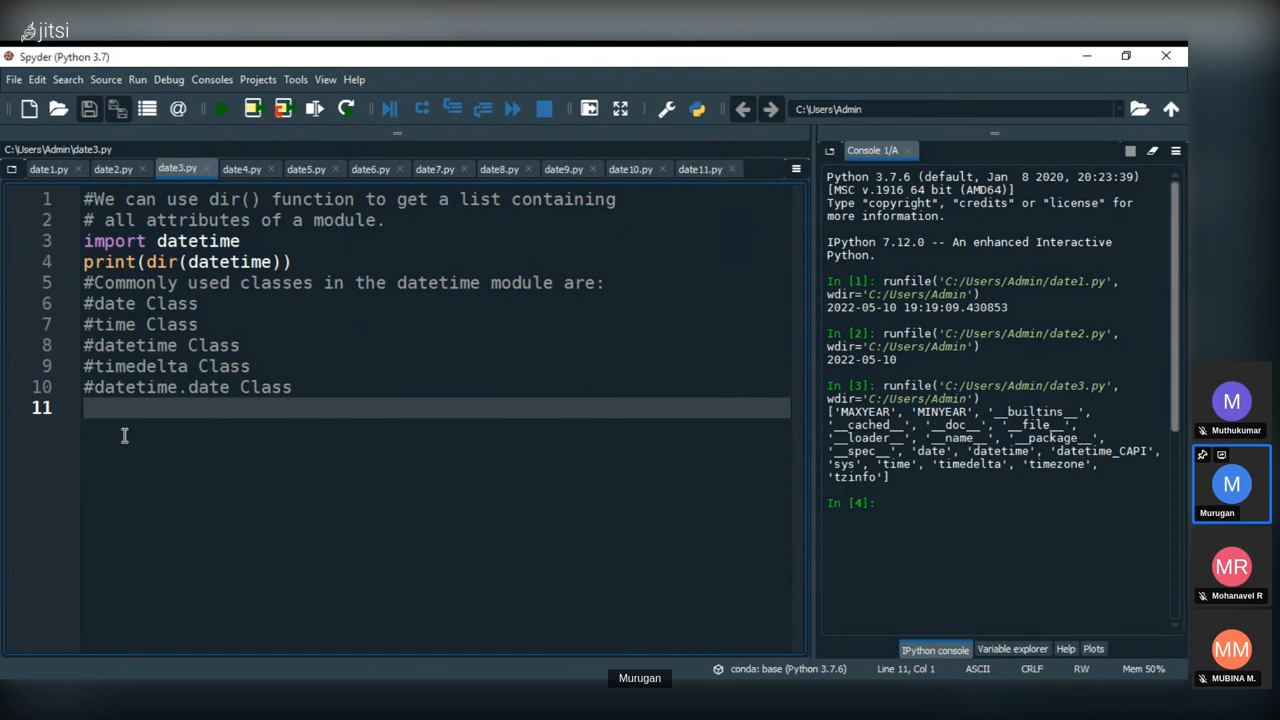 jitsi
Spyder (Python 3.7)
File Edit Search Source Run Debug Consoles Projects Tools View Help
C:\Users\Admin
C:\Users\Admin\date3.py
date1.py date2.py date3.py date4.py date5.py date6.py date7.py date8.py date9.py date10.py date11.py
1 #We can use dir() function to get a list containing
2 # all attributes of a module.
3 import datetime
4 print(dir(datetime))
5 #Commonly used classes in the datetime module are:
6 #date Class
7 #time Class
8 #datetime Class
9 #timedelta Class
10 #datetime.date Class
11
Console 1/A
Python 3.7.6 (default, Jan  8 2020, 20:23:39)
[MSC v.1916 64 bit (AMD64)]
Type "copyright", "credits" or "license" for
more information.
IPython 7.12.0 -- An enhanced Interactive
Python.
In [1]: runfile('C:/Users/Admin/date1.py',
wdir='C:/Users/Admin')
2022-05-10 19:19:09.430853
In [2]: runfile('C:/Users/Admin/date2.py',
wdir='C:/Users/Admin')
2022-05-10
In [3]: runfile('C:/Users/Admin/date3.py',
wdir='C:/Users/Admin')
['MAXYEAR', 'MINYEAR', '__builtins__',
'__cached__', '__doc__', '__file__',
'__loader__', '__name__', '__package__',
'__spec__', 'date', 'datetime', 'datetime_CAPI',
'sys', 'time', 'timedelta', 'timezone',
'tzinfo']
In [4]:
IPython console Variable explorer Help Plots
conda: base (Python 3.7.6) Line 11, Col 1 ASCII CRLF RW Mem 50%
Murugan
M
Muthukumar
M
Murugan
MR
Mohanavel R
MM
MUBINA M.